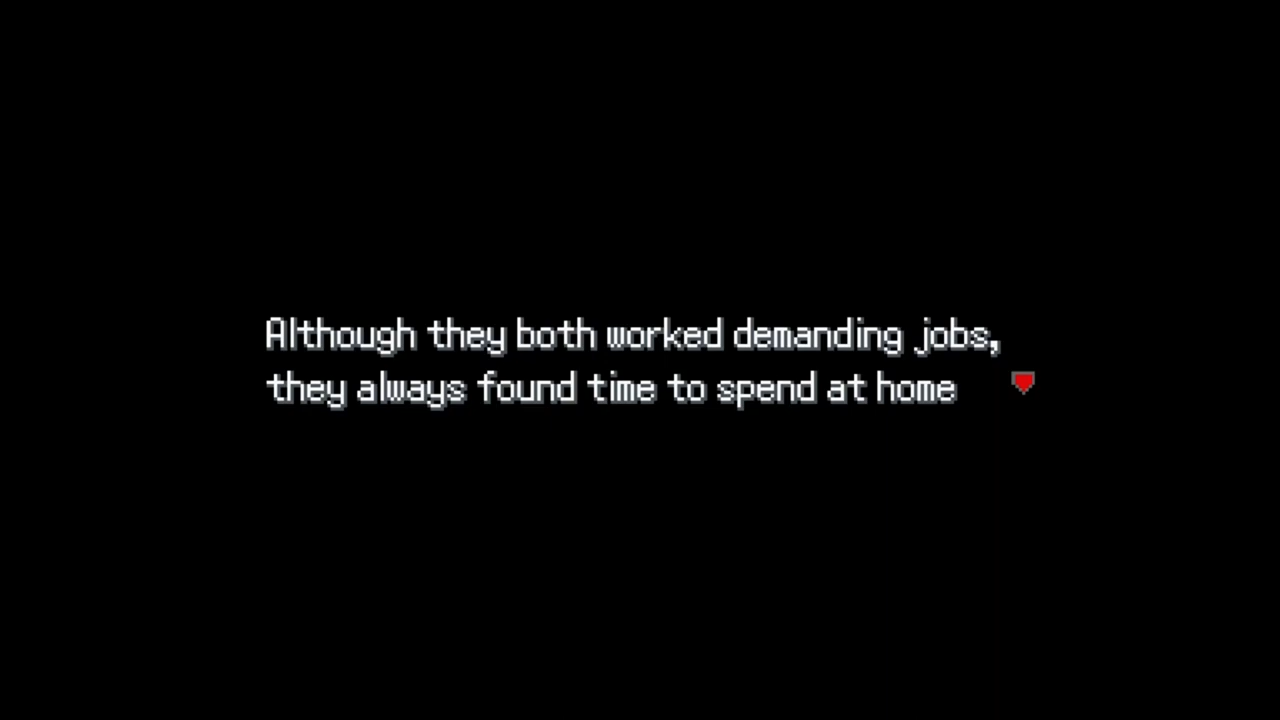 Although they both worked demanding jobs,
they always found time to spend at home